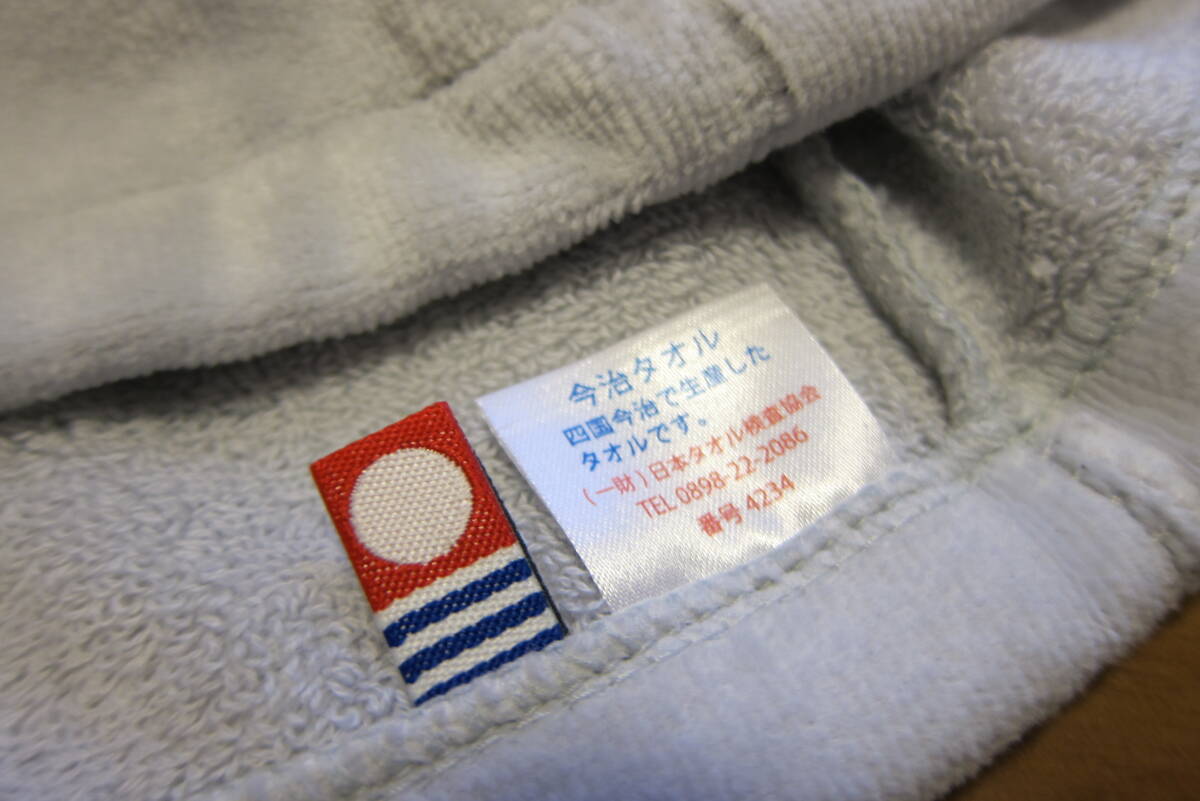 今治タオル
四国今治で生産した
タオルです。
(一財)日本タオル検査協会
TEL 0898-22-2086
番号 4234